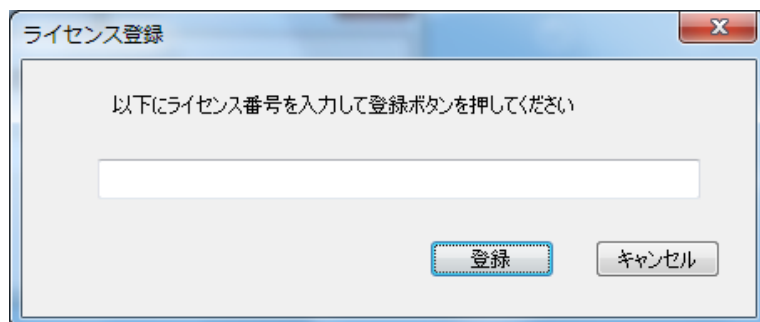 ライセンス登録
以下にライセンス番号を入力して登録ボタンを押してください
登録
キャンセル